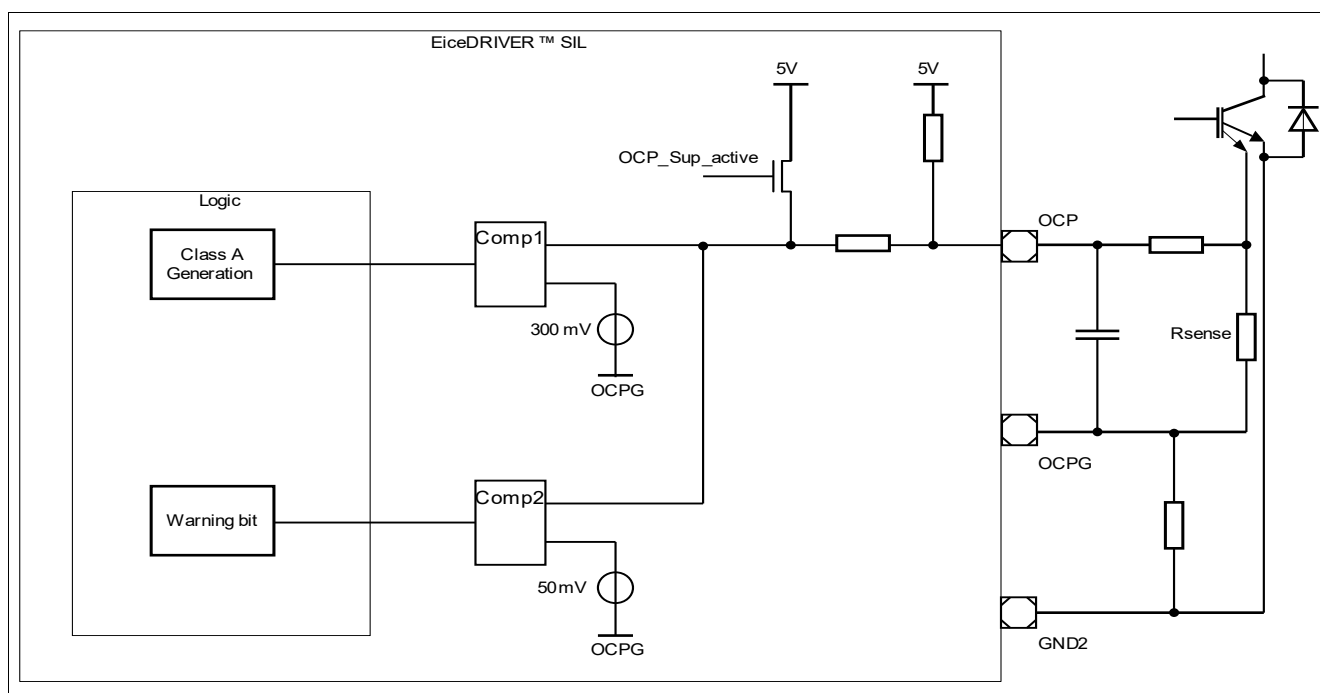 EiceDRIVER ™ SIL
5V
5V
OCP_Sup_active
Logic
OCP
Class A
Generation
Comp1
300 mV
OCPG
Rsense
OCPG
Warning bit
Comp2
50mV
OCPG
GND2